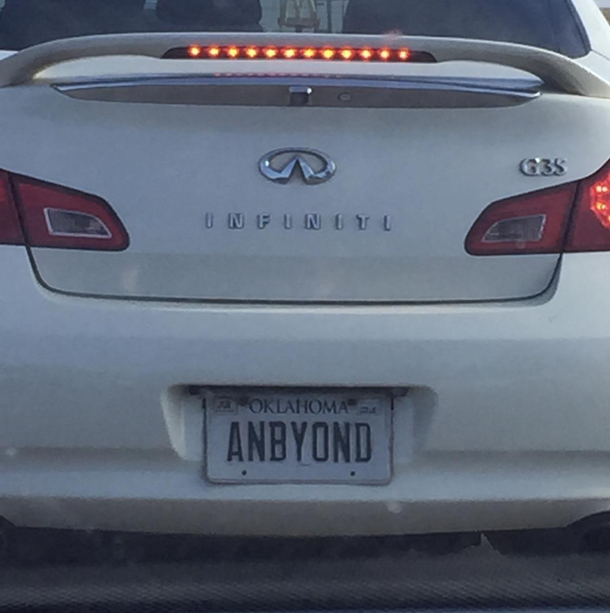 G35
INFINITI
OKLAHOMA
ANBYOND